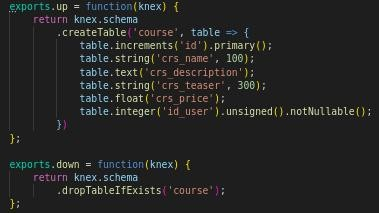 exports.up = function(knex) {
    return knex.schema
        .createTable('course', table => {
            table.increments('id').primary();
            table.string('crs_name', 100);
            table.text('crs_description');
            table.string('crs_teaser', 300);
            table.float('crs_price');
            table.integer('id_user').unsigned().notNullable();
        })
};

exports.down = function(knex) {
    return knex.schema
        .dropTableIfExists('course');
};